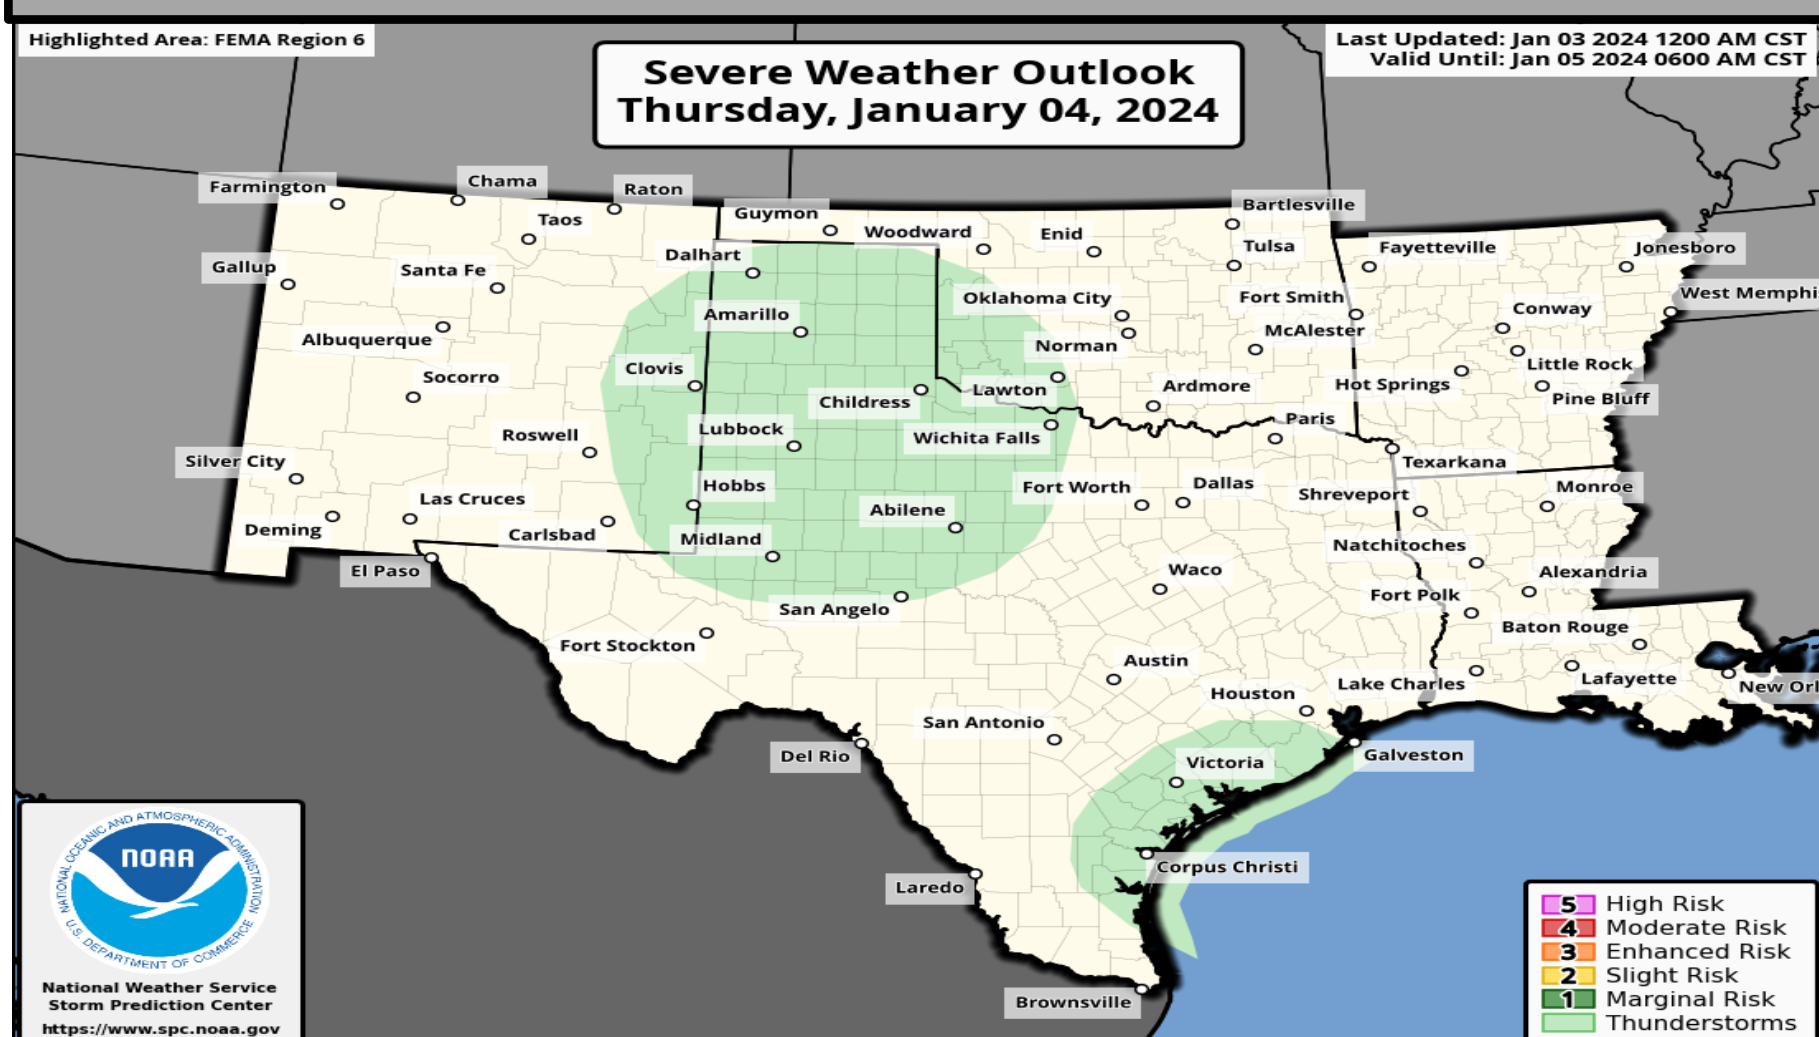 Highlighted Area: FEMA Region 6
Severe Weather Outlook
Thursday, January 04, 2024
Last Updated: Jan 03 2024 1200 AM CST
Valid Until: Jan 05 2024 0600 AM CST
Farmington
Chama
Raton
Taos
Guymon
Woodward
Enid
Bartlesville
Tulsa
Fayetteville
Jonesboro
Gallup
Santa Fe
Dalhart
Oklahoma City
Fort Smith
Conway
West Memphi
Albuquerque
Amarillo
Norman
McAlester
Little Rock
Socorro
Clovis
Childress
Lawton
Ardmore
Hot Springs
Pine Bluff
Roswell
Lubbock
Wichita Falls
Paris
Texarkana
Silver City
Las Cruces
Hobbs
Fort Worth
Dallas
Shreveport
Monroe
Deming
Carlsbad
Midland
Abilene
Natchitoches
El Paso
Waco
Alexandria
San Angelo
Fort Polk
Fort Stockton
Baton Rouge
Austin
Houston
Lake Charles
Lafayette
New Orl
San Antonio
Del Rio
Victoria
Galveston
Laredo
Corpus Christi
Brownsville
NATIONAL OCEANIC AND ATMOSPHERIC ADMINISTRATION
NOAA
U.S. DEPARTMENT OF COMMERCE
National Weather Service
Storm Prediction Center
https://www.spc.noaa.gov
5 High Risk
4 Moderate Risk
3 Enhanced Risk
2 Slight Risk
1 Marginal Risk
Thunderstorms